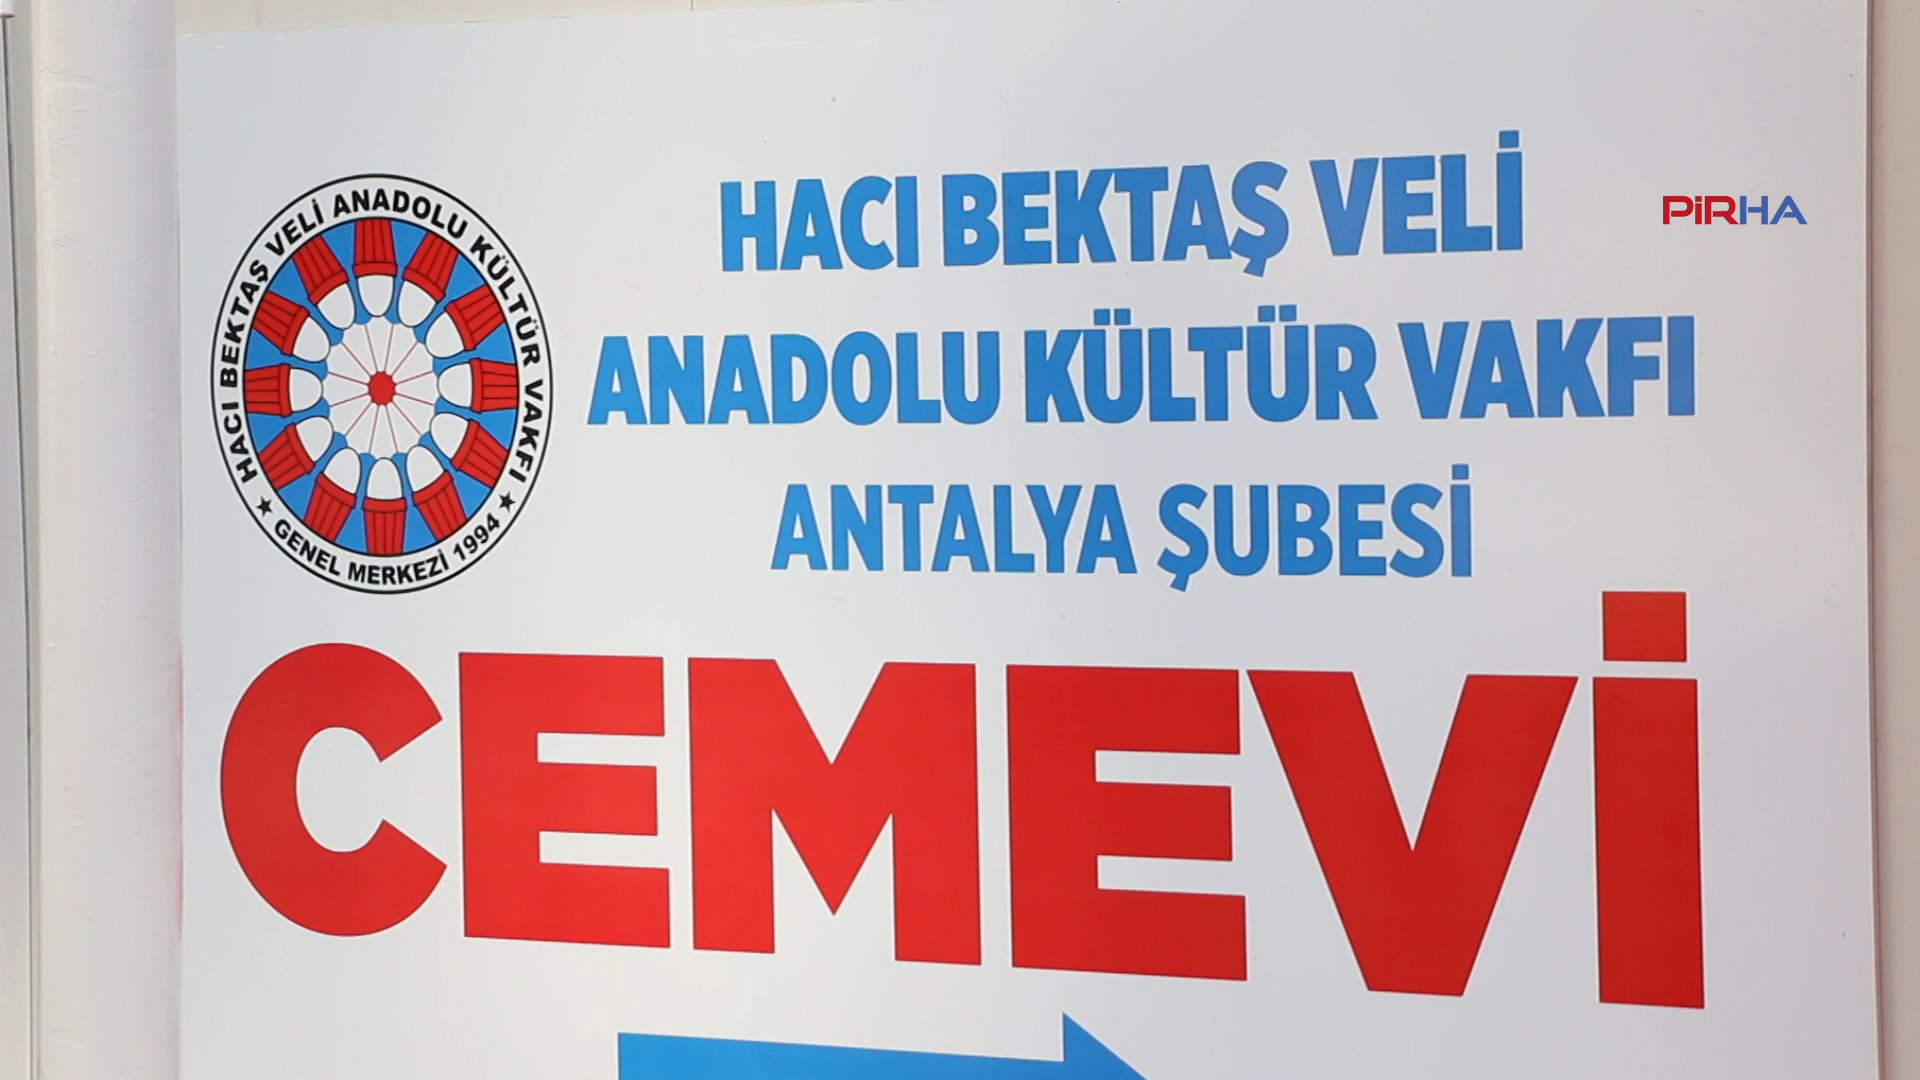 HACI BEKTAŞ VELİ
PİRHA
ANADOLU KÜLTÜR VAKFI
ANTALYA ŞUBESİ
HACI BEKTAŞ VELİ ANADOLU KÜLTÜR VAKFI
★ GENEL MERKEZİ 1994 ★
CEMEVİ